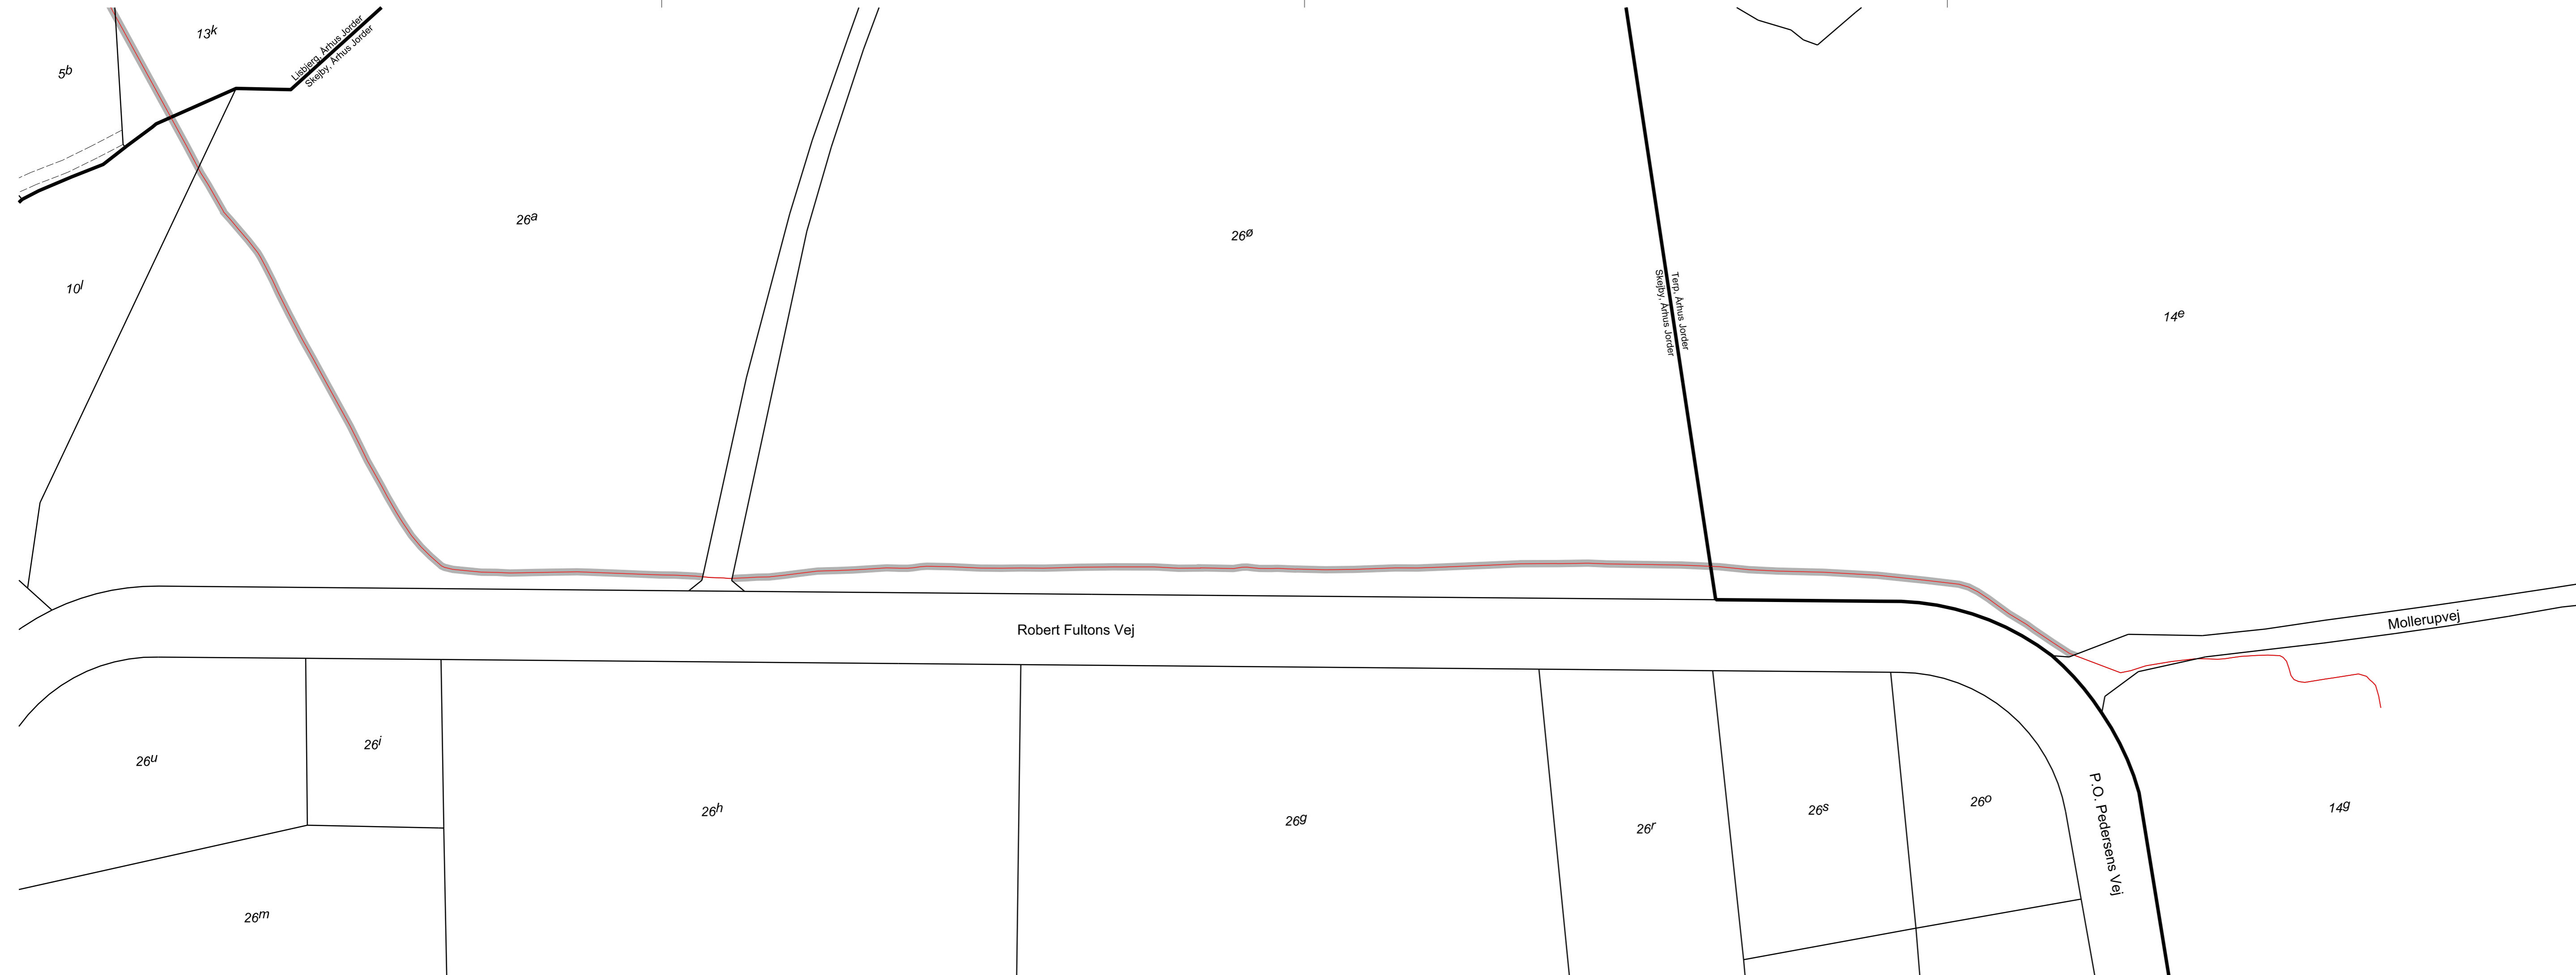 13k
5b
Lisbjerg, Århus Jorder
Skejby, Århus Jorder
26a
26ø
10l
Terp, Århus Jorder
Skejby, Århus Jorder
14e
Robert Fultons Vej
Mollerupvej
26u
26i
26h
26g
26r
26s
26o
P.O. Pedersens Vej
14g
26m